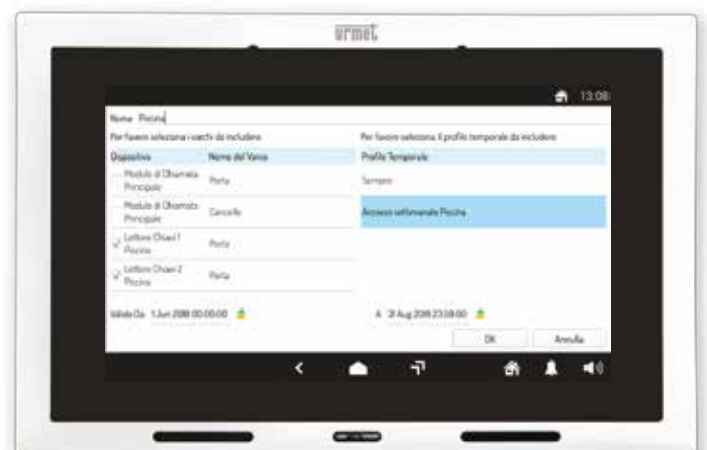 urmet
13:08
Nome Piscina
Per favore seleziona i varchi da includere
Per favore seleziona il profilo temporale da includere
Dispositivo Nome del Varco
Profilo Temporale
Modulo di Chiamata Principale
Porta
Sempre
Modulo di Chiamata Principale
Cancello
Accesso settimanale Piscina
Lettore Chiavi 1 Piscina
Porta
Lettore Chiavi 2 Piscina
Porta
Valido Da 1 Jun 2018 00:00:00
A 31 Aug 2018 23:59:00
OK
Annulla